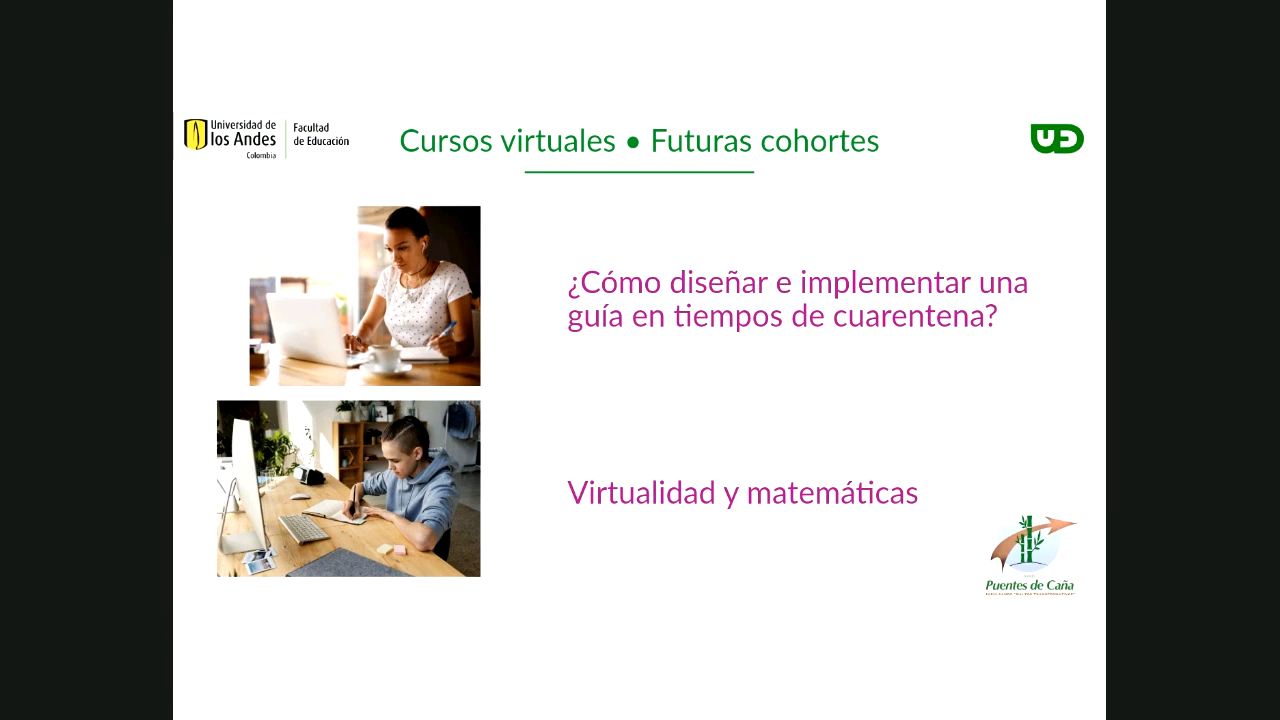 Universidad de
los Andes
Colombia
Facultad
de Educación
Cursos virtuales • Futuras cohortes
UD
¿Cómo diseñar e implementar una
guía en tiempos de cuarentena?
Virtualidad y matemáticas
Puentes de Caña